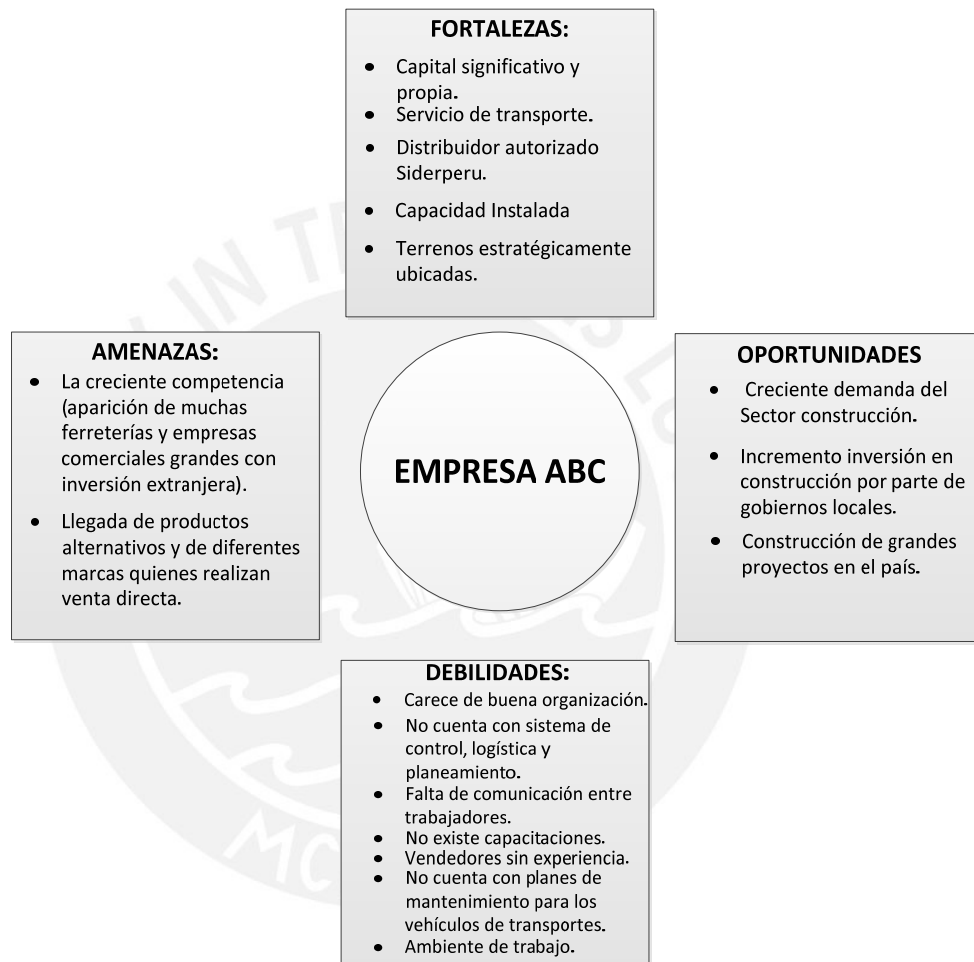 FORTALEZAS:
• Capital significativo y
propia.
• Servicio de transporte.
• Distribuidor autorizado
Siderperu.
• Capacidad Instalada
• Terrenos estratégicamente
ubicadas.
AMENAZAS:
• La creciente competencia
(aparición de muchas
ferreterías y empresas
comerciales grandes con
inversión extranjera).
• Llegada de productos
alternativos y de diferentes
marcas quienes realizan
venta directa.
EMPRESA ABC
OPORTUNIDADES
• Creciente demanda del
Sector construcción.
• Incremento inversión en
construcción por parte de
gobiernos locales.
• Construcción de grandes
proyectos en el país.
DEBILIDADES:
• Carece de buena organización.
• No cuenta con sistema de
control, logística y
planeamiento.
• Falta de comunicación entre
trabajadores.
• No existe capacitaciones.
• Vendedores sin experiencia.
• No cuenta con planes de
mantenimiento para los
vehículos de transportes.
• Ambiente de trabajo.